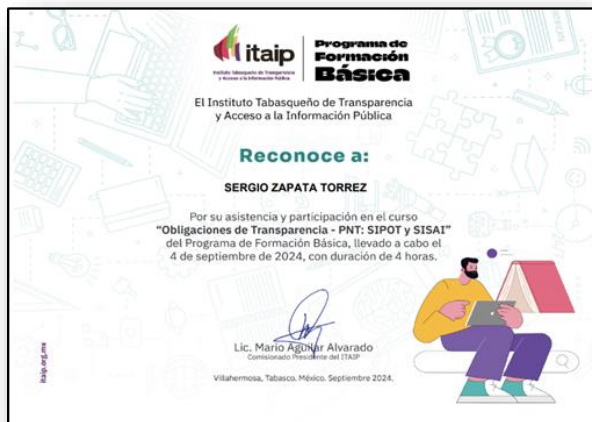 itaip
Instituto Tabasqueño de Transparencia
y Acceso a la Información Pública
Programa de
Formación
Básica
El Instituto Tabasqueño de Transparencia
y Acceso a la Información Pública
Reconoce a:
SERGIO ZAPATA TORREZ
Por su asistencia y participación en el curso
"Obligaciones de Transparencia - PNT: SIPOT y SISAI"
del Programa de Formación Básica, llevado a cabo el
4 de septiembre de 2024, con duración de 4 horas.
Lic. Mario Aguilar Alvarado
Comisionado Presidente del ITAIP
Villahermosa, Tabasco. México. Septiembre 2024.
itaip.org.mx